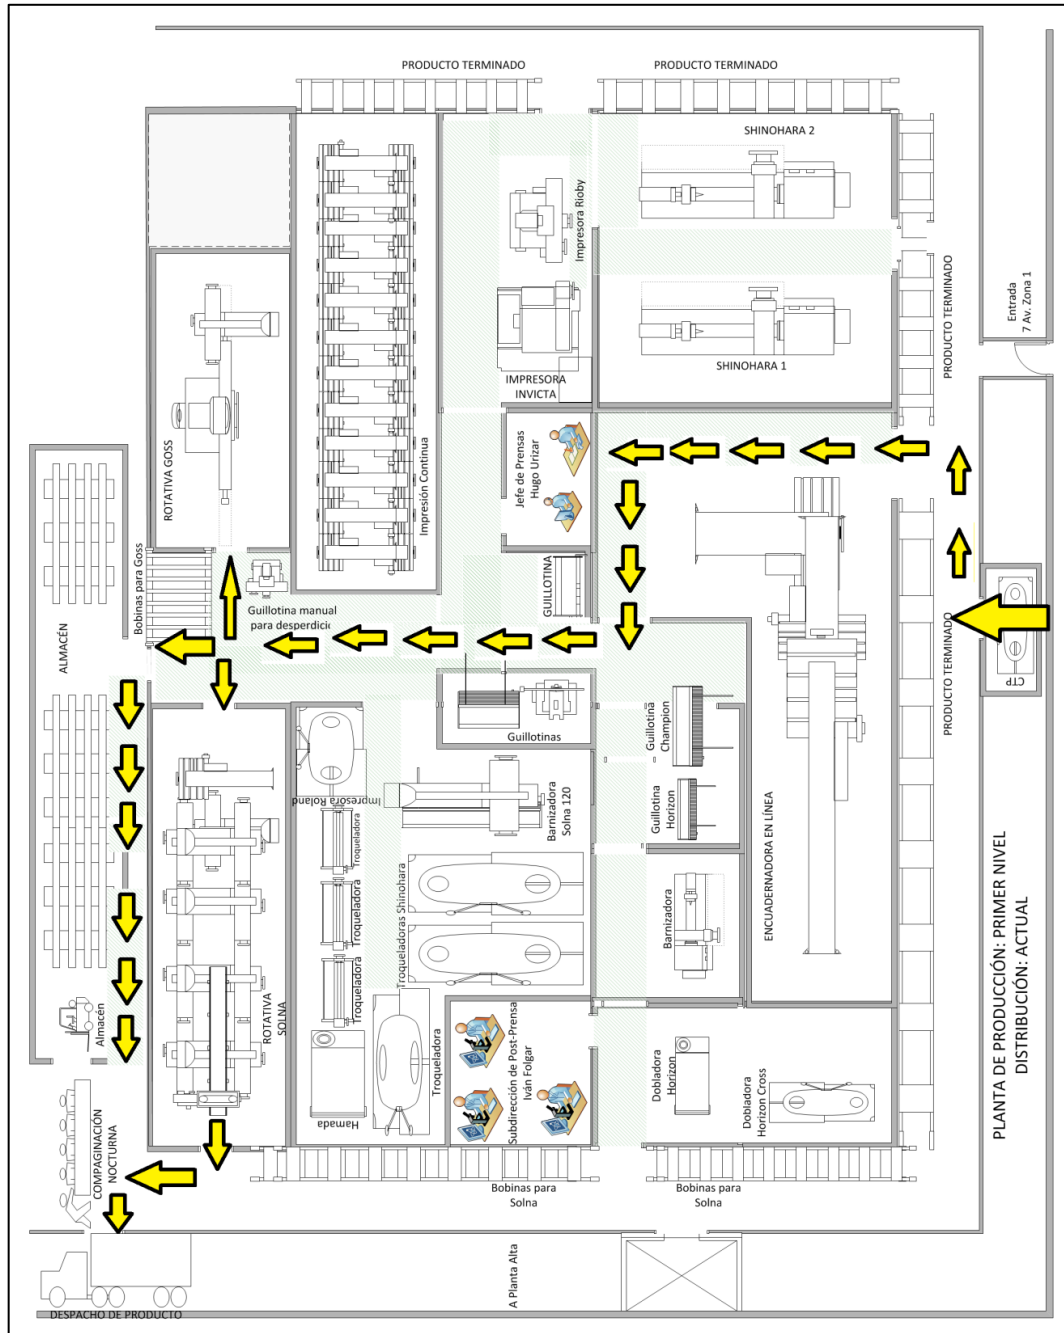 PRODUCTO TERMINADO
PRODUCTO TERMINADO
SHINOHARA 2
Impresora Rioby
PRODUCTO TERMINADO
Entrada
7 Av. Zona 1
SHINOHARA 1
IMPRESORA
INVICTA
ROTATIVA GOSS
Impresión Continua
Jefe de Prensas
Hugo Urizar
Bobinas para Goss
GUILLOTINA
Guillotina manual
para desperdicio
ALMACÉN
PRODUCTO TERMINADO
CTP
Guillotinas
Guillotina
Champion
Impresora Roland
Troqueladora
Barnizadora
Solna 120
Guillotina
Horizon
ENCUADERNADORA EN LÍNEA
Troqueladora
Troqueladoras Shinohara
Barnizadora
Troqueladora
PLANTA DE PRODUCCIÓN: PRIMER NIVEL
DISTRIBUCIÓN: ACTUAL
Almacén
ROTATIVA
SOLNA
Troqueladora
Hamada
Subdirección de Post-Prensa
Iván Folgar
Dobladora
Horizon
Dobladora
Horizon Cross
COMPAGINACIÓN
NOCTURNA
Bobinas para
Solna
Bobinas para
Solna
A Planta Alta
DESPACHO DE PRODUCTO